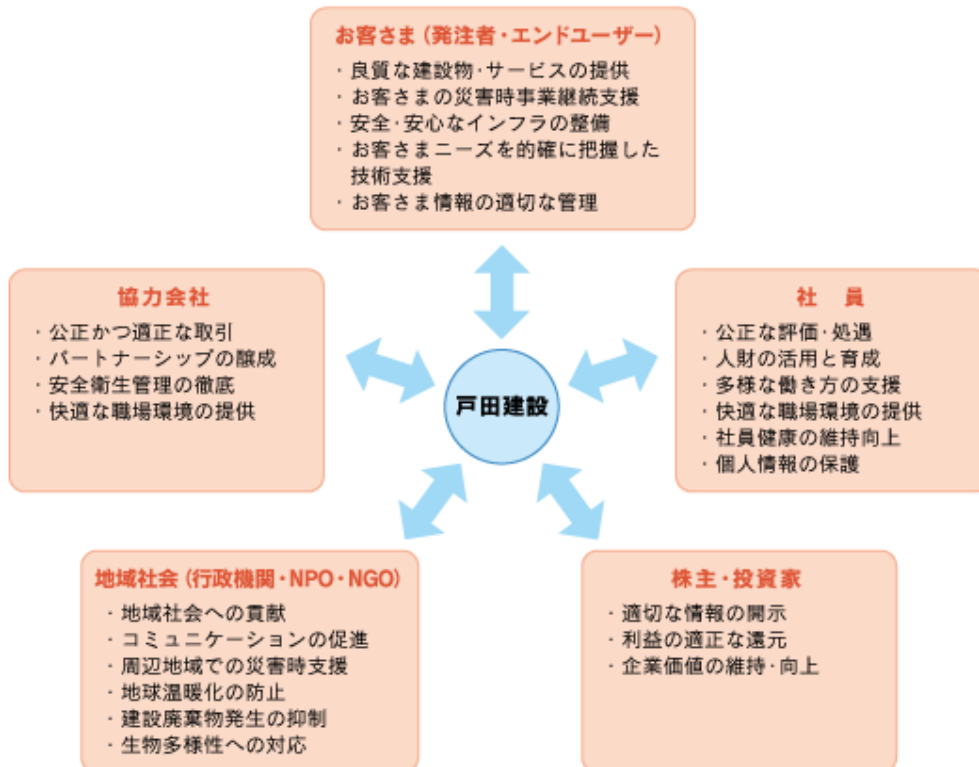 お客さま（発注者・エンドユーザー）
・良質な建設物・サービスの提供
・お客さまの災害時事業継続支援
・安全・安心なインフラの整備
・お客さまニーズを的確に把握した
技術支援
・お客さま情報の適切な管理
協力会社
・公正かつ適正な取引
・パートナーシップの醸成
・安全衛生管理の徹底
・快適な職場環境の提供
社　員
・公正な評価・処遇
・人財の活用と育成
・多様な働き方の支援
・快適な職場環境の提供
・社員健康の維持向上
・個人情報の保護
戸田建設
地域社会（行政機関・NPO・NGO）
・地域社会への貢献
・コミュニケーションの促進
・周辺地域での災害時支援
・地球温暖化の防止
・建設廃棄物発生の抑制
・生物多様性への対応
株主・投資家
・適切な情報の開示
・利益の適正な還元
・企業価値の維持・向上